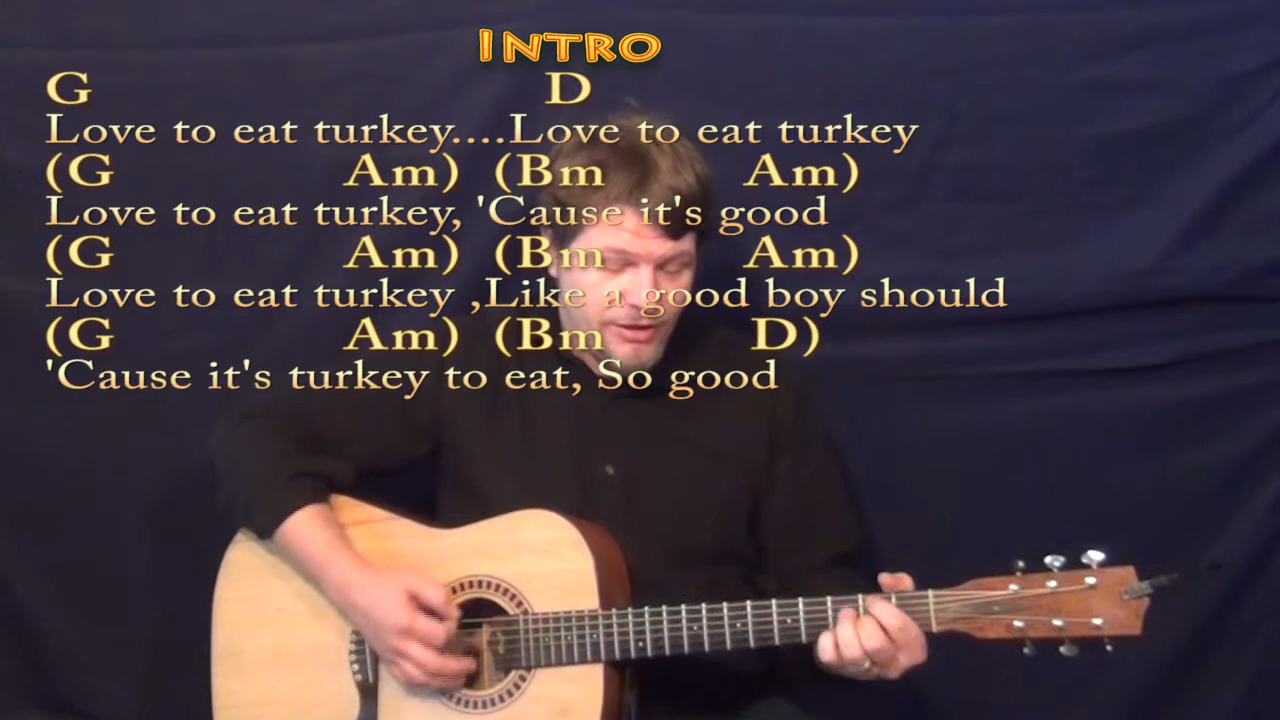 INTRO
G D
Love to eat turkey....Love to eat turkey
(G Am) (Bm Am)
Love to eat turkey, 'Cause it's good
(G Am) (Bm Am)
Love to eat turkey ,Like a good boy should
(G Am) (Bm D)
'Cause it's turkey to eat, So good